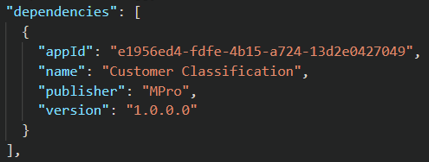 "dependencies": [
{
"appId": "e1956ed4-fdfe-4b15-a724-13d2e0427049",
"name": "Customer Classification",
"publisher": "MPro",
"version": "1.0.0.0"
}
],